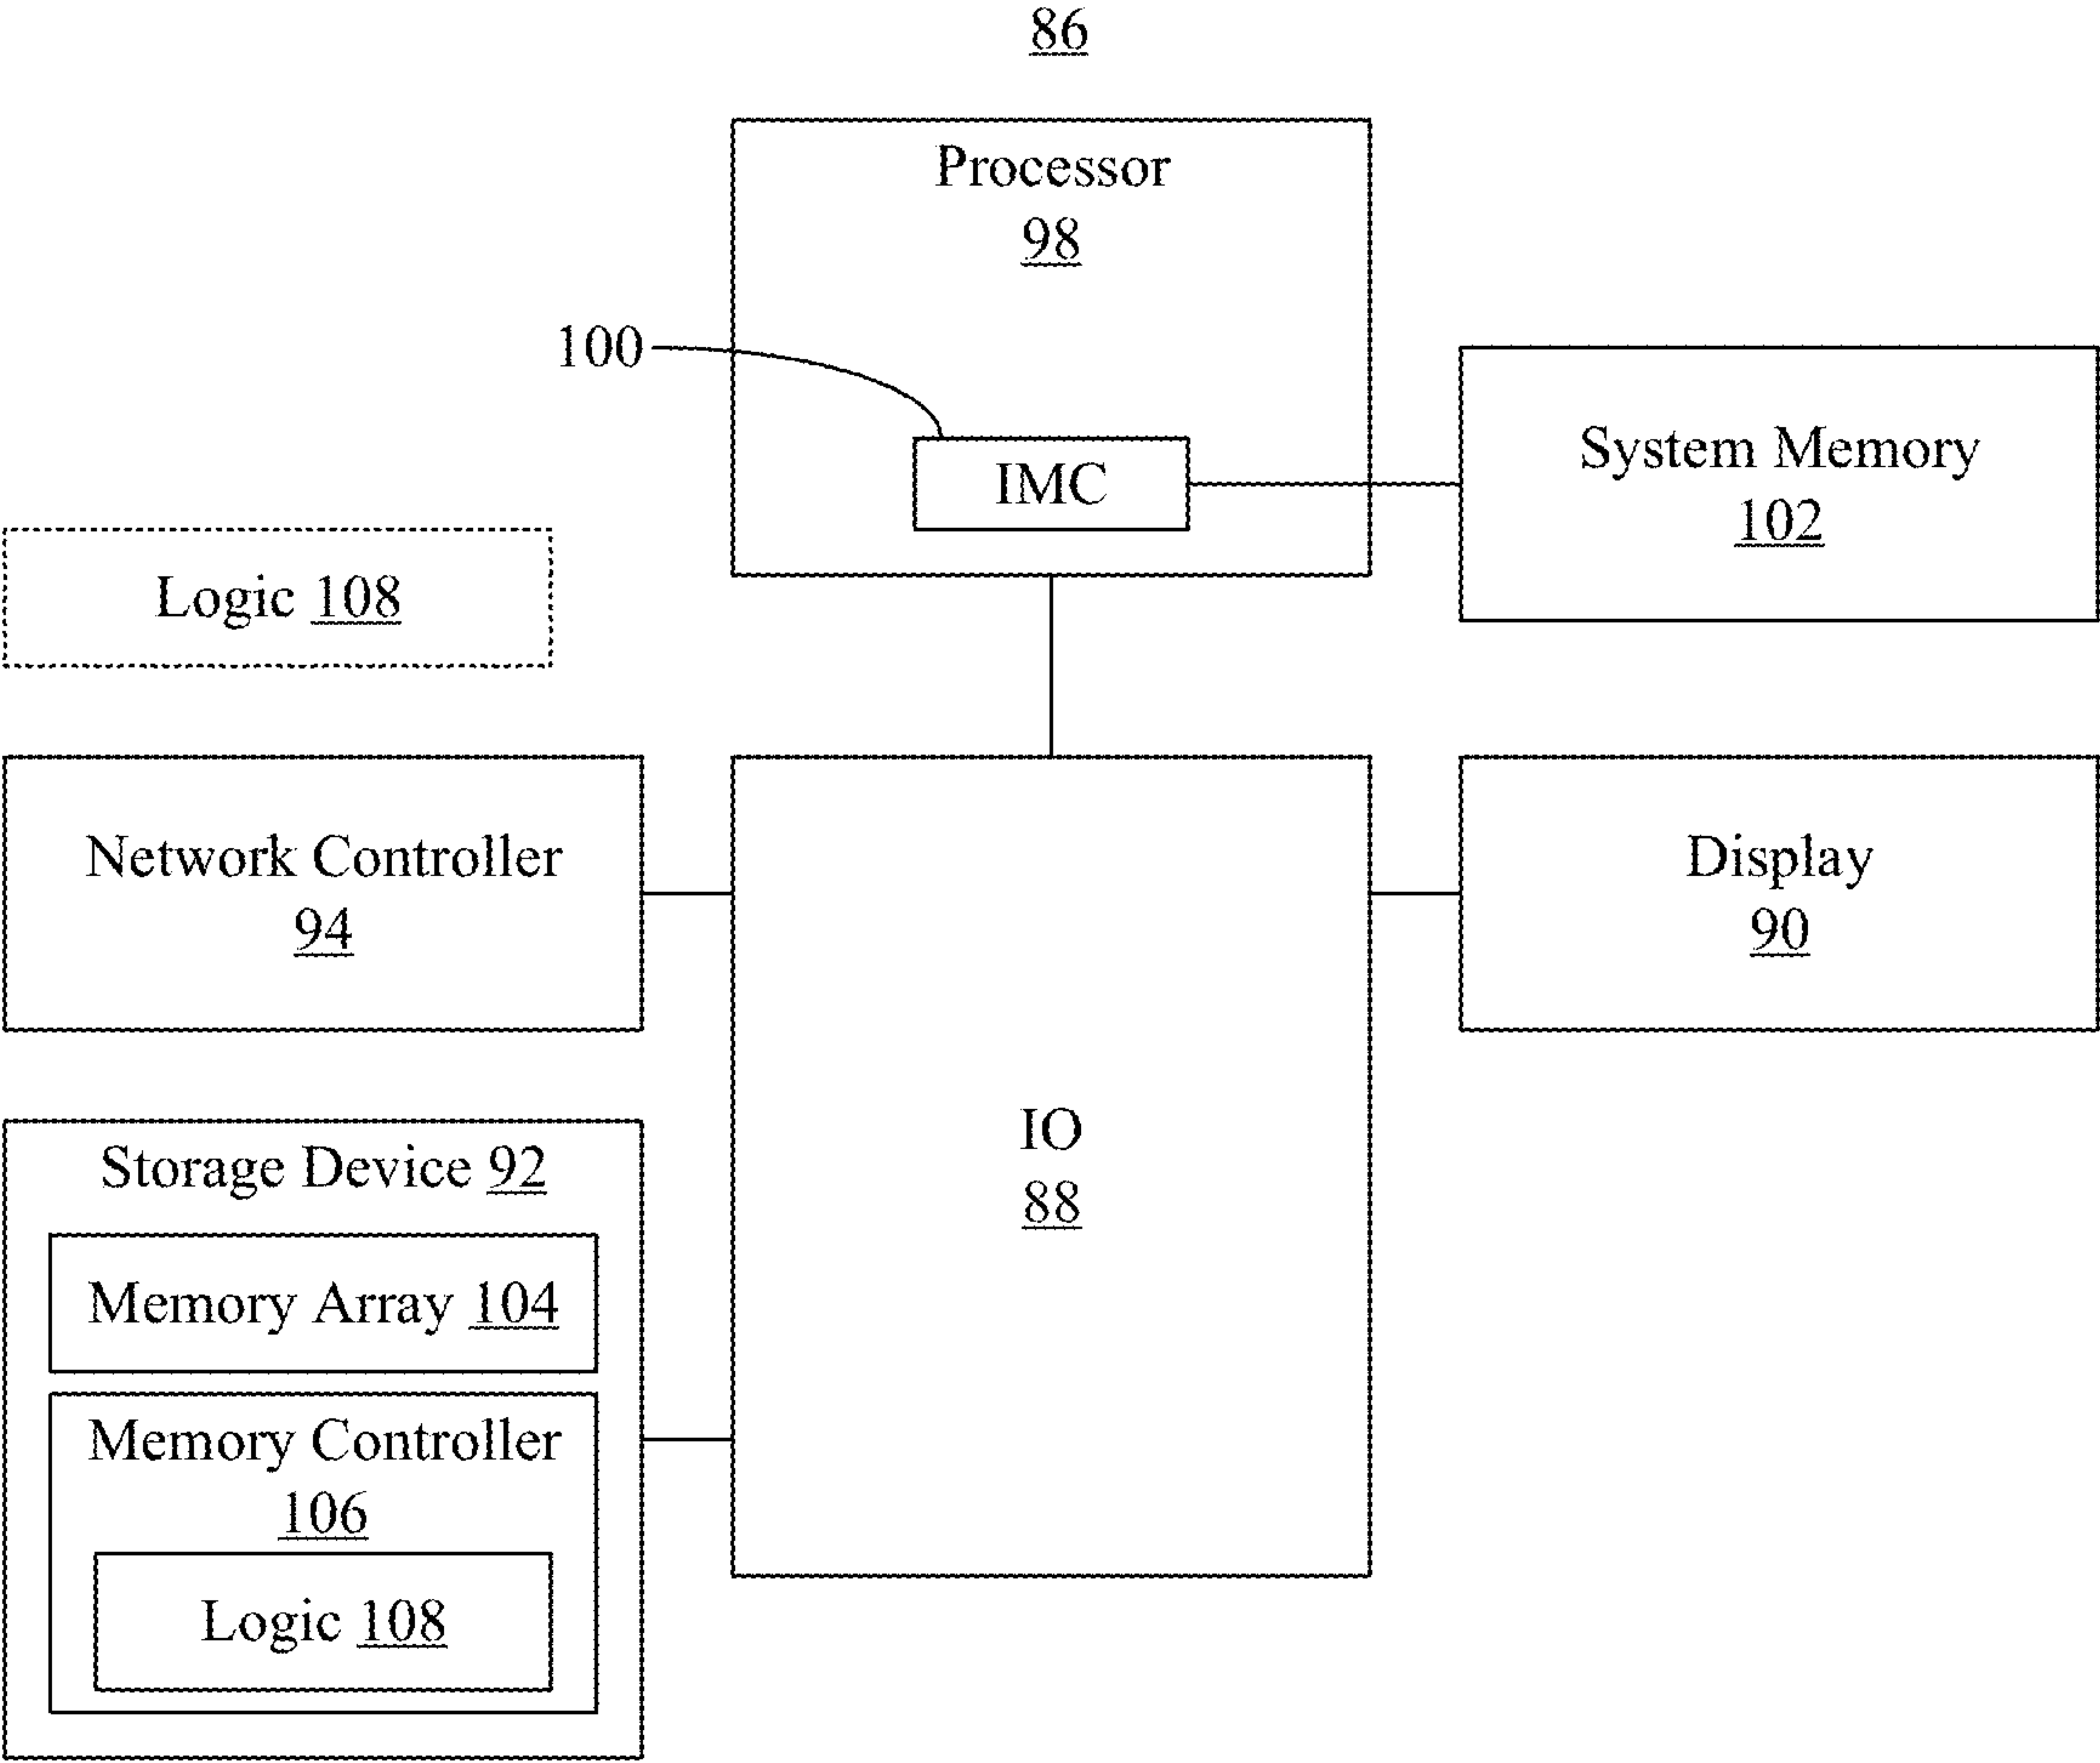 86
Processor
98
100
IMC
System Memory
102
Logic 108
Network Controller
94
Display
90
IO
88
Storage Device 92
Memory Array 104
Memory Controller
106
Logic 108